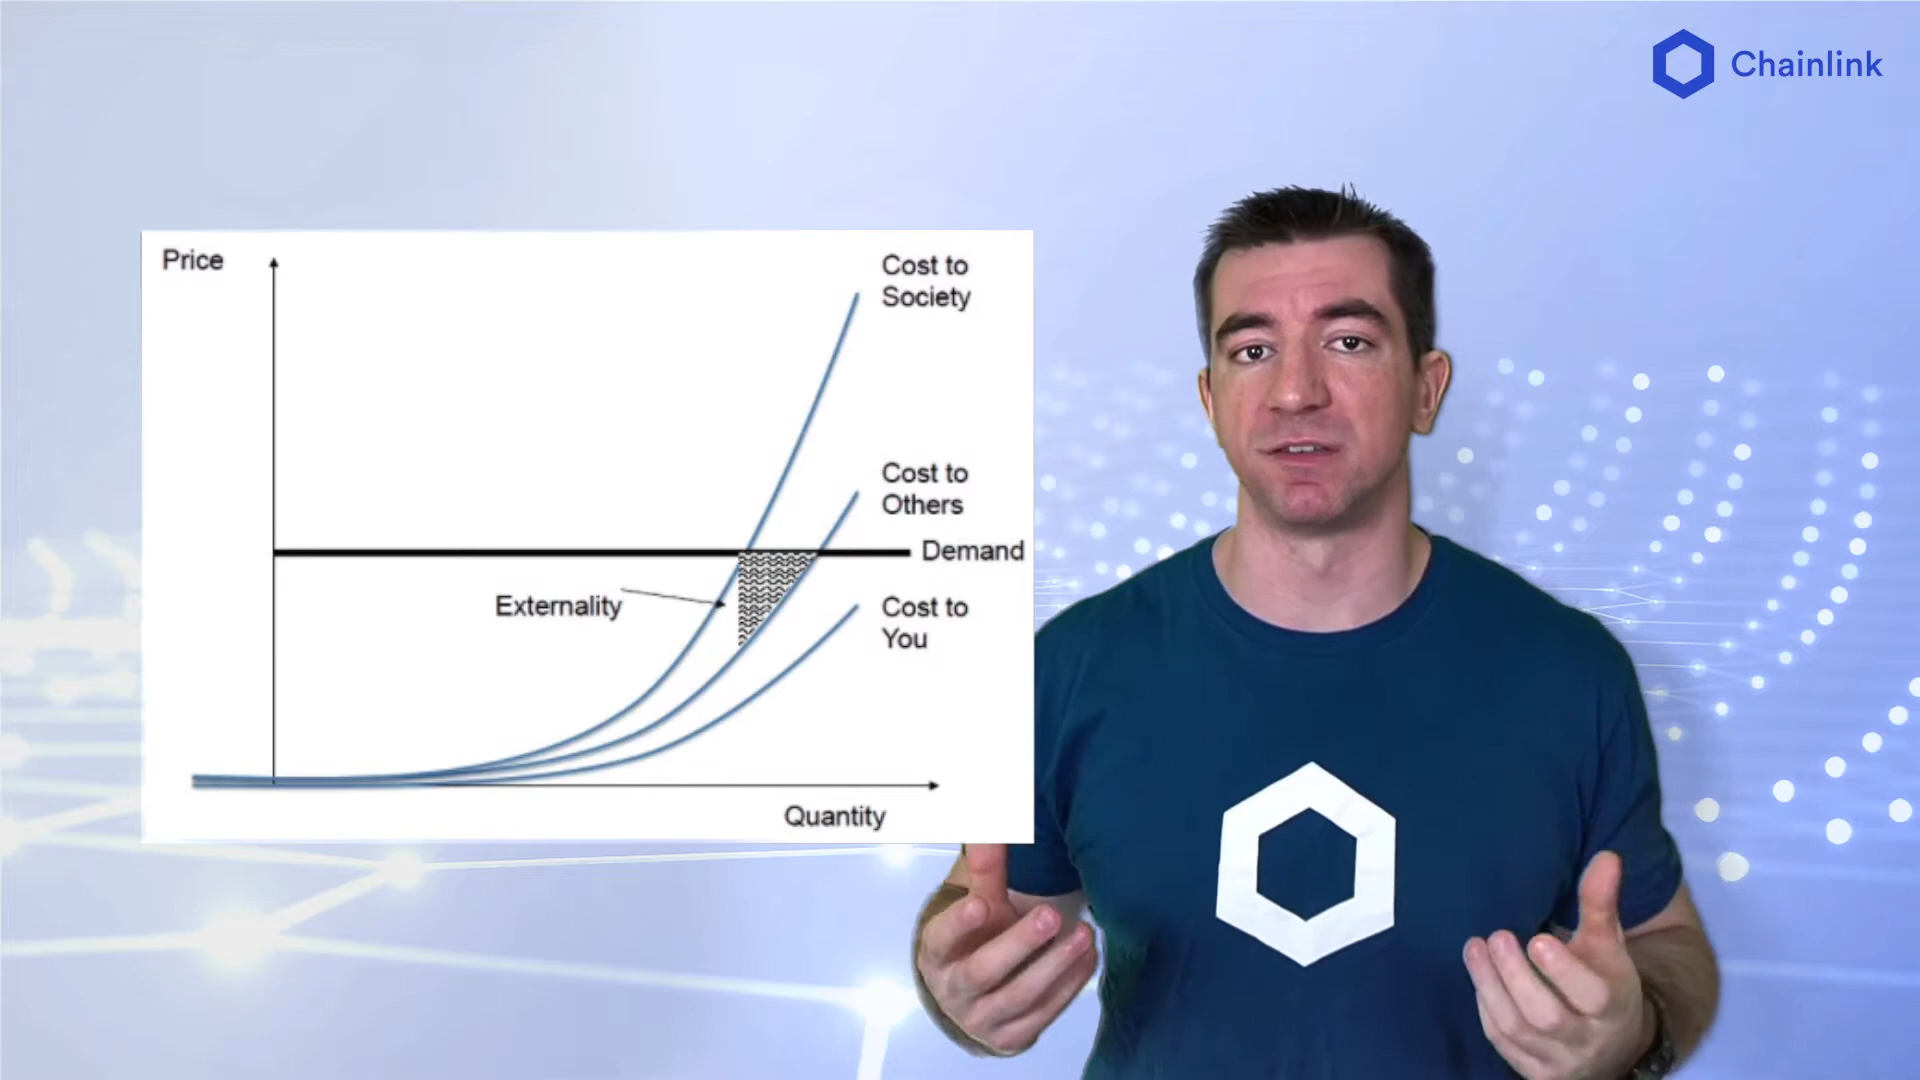 Chainlink
Price
Cost to
Society
Cost to
Others
Demand
Externality
Cost to
You
Quantity